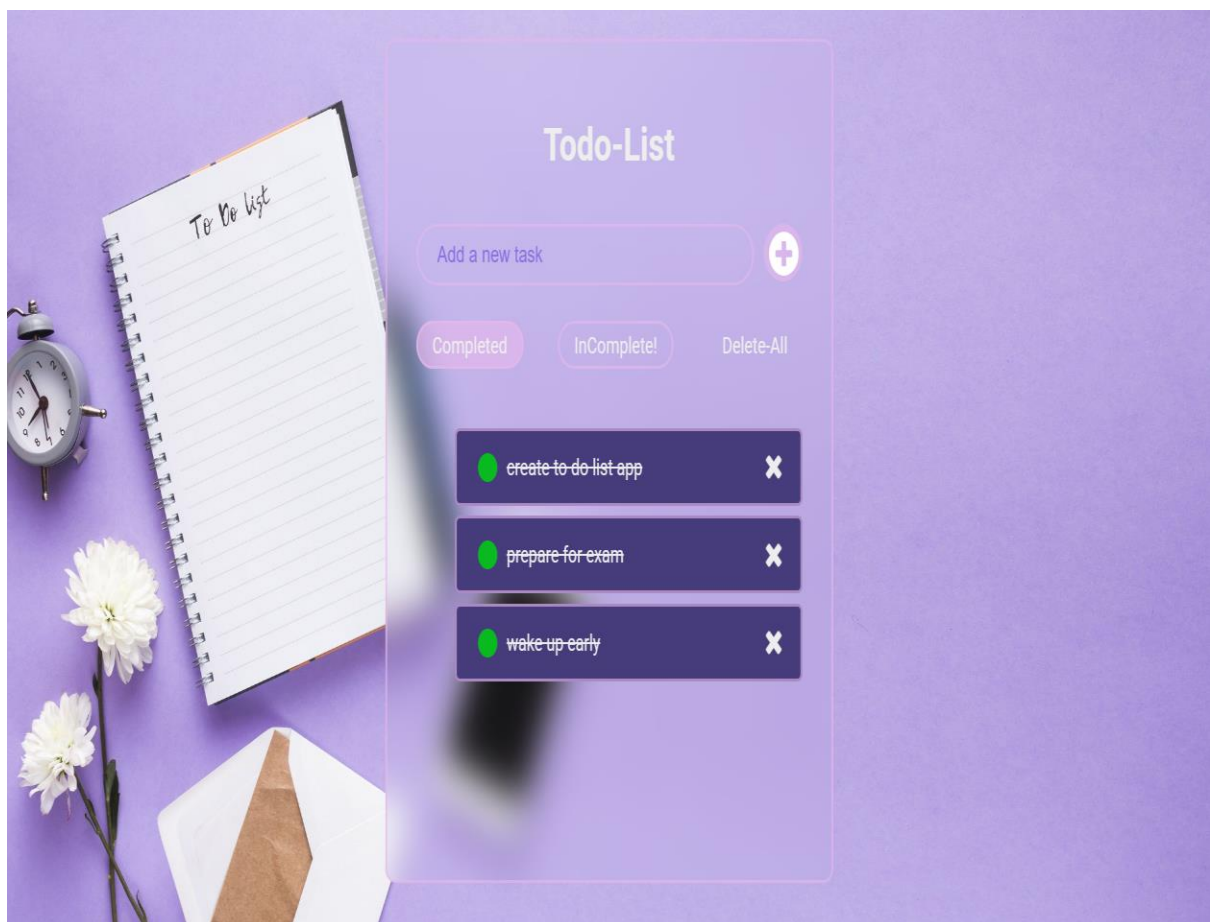 To Do list
Todo-List
Add a new task
Completed InComplete! Delete-All
create to do list app
prepare for exam
wake up early